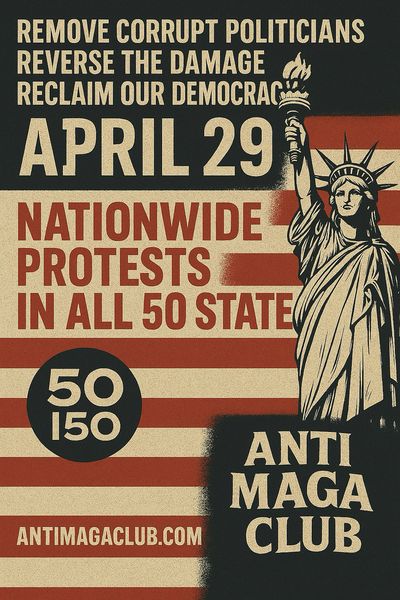 REMOVE CORRUPT POLITICIANS
REVERSE THE DAMAGE
RECLAIM OUR DEMOCRAC
APRIL 29
NATIONWIDE
PROTESTS
IN ALL 50 STATE
50
150
ANTI
MAGA
CLUB
ANTIMAGACLUB.COM